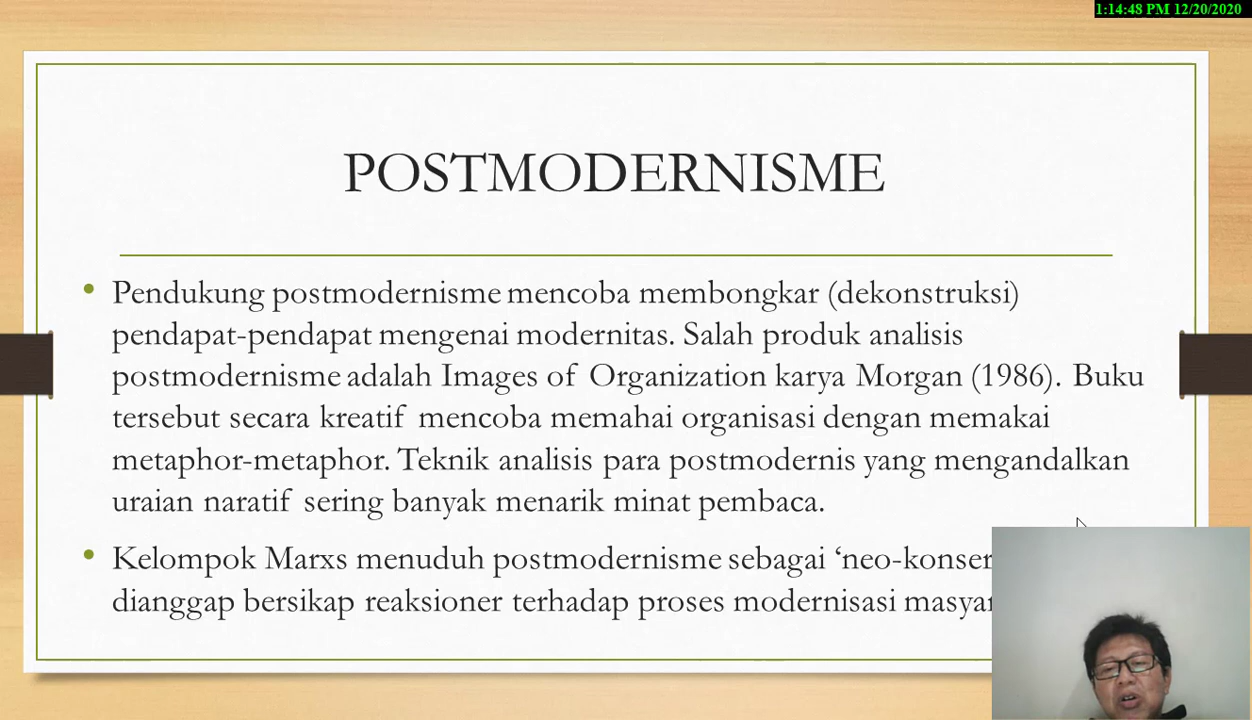 1:14:48 PM 12/20/2020
POSTMODERNISME
• Pendukung postmodernisme mencoba membongkar (dekonstruksi)
pendapat-pendapat mengenai modernitas. Salah produk analisis
postmodernisme adalah Images of Organization karya Morgan (1986). Buku
tersebut secara kreatif mencoba memahai organisasi dengan memakai
metaphor-metaphor. Teknik analisis para postmodernis yang mengandalkan
uraian naratif sering banyak menarik minat pembaca.
• Kelompok Marxs menuduh postmodernisme sebagai
dianggap bersikap reaksioner terhadap proses modernisasi